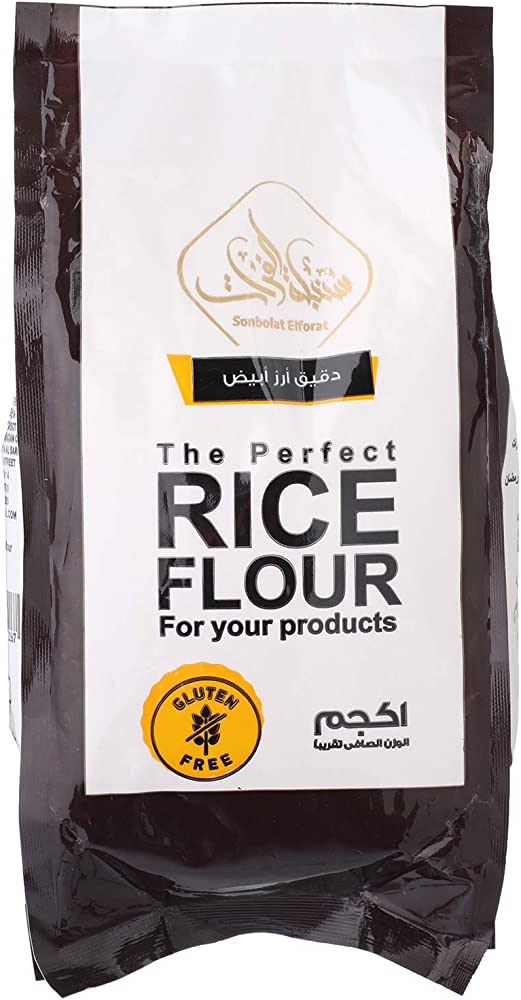 سنبلة الفرات
Sonbolat Elforat
دقيق أرز أبيض
The Perfect
RICE
FLOUR
For your products
GLUTEN
FREE
١كجم
الوزن الصافى تقريباً